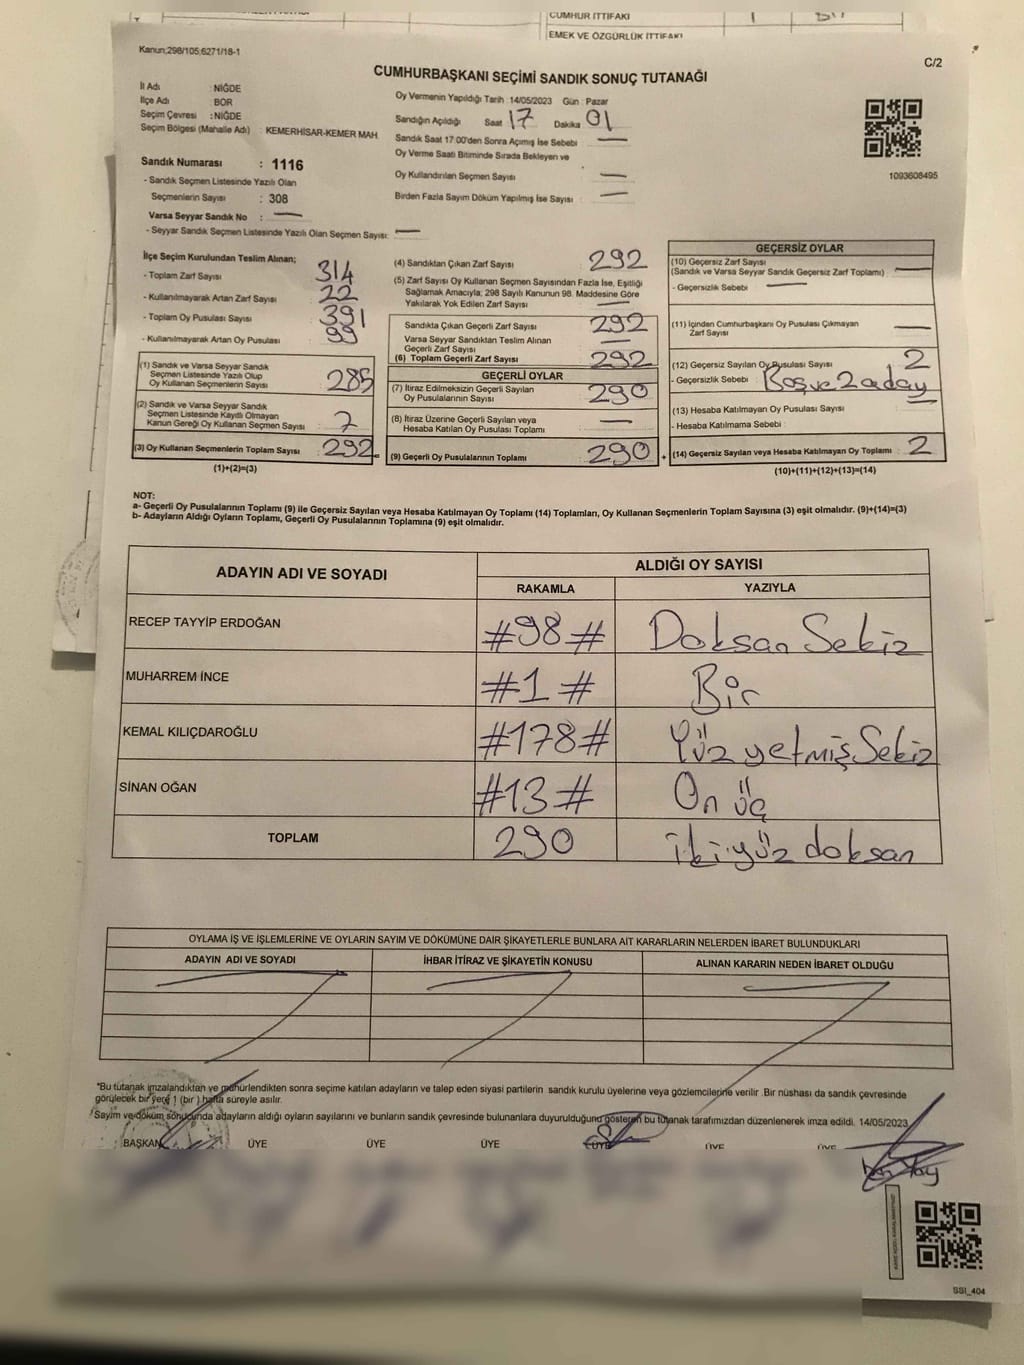 CUMHUR İTTİFAKI
EMEK VE ÖZGÜRLÜK İTTİFAKI
Kanun:298/105;6271/18-1
C/2
CUMHURBAŞKANI SEÇİMİ SANDIK SONUÇ TUTANAĞI
İl Adı : NİĞDE
İlçe Adı : BOR
Seçim Çevresi : NİĞDE
Seçim Bölgesi (Mahalle Adı) : KEMERHİSAR-KEMER MAH.
Sandık Numarası : 1116
- Sandık Seçmen Listesinde Yazılı Olan
Seçmenlerin Sayısı : 308
Varsa Seyyar Sandık No : —
- Seyyar Sandık Seçmen Listesinde Yazılı Olan Seçmen Sayısı: —
Oy Vermenin Yapıldığı Tarih : 14/05/2023 Gün : Pazar
Sandığın Açıldığı Saat 17 Dakika 01
Sandık Saat 17:00'den Sonra Açımış İse Sebebi —
Oy Verme Saati Bitiminde Sırada Bekleyen ve
Oy Kullandırılan Seçmen Sayısı —
Birden Fazla Sayım Döküm Yapılmış İse Sayısı : —
1093608495
İlçe Seçim Kurulundan Teslim Alınan;
- Toplam Zarf Sayısı : 314
- Kullanılmayarak Artan Zarf Sayısı : 22
- Toplam Oy Pusulası Sayısı : 391
- Kullanılmayarak Artan Oy Pusulası : 99
(1) Sandık ve Varsa Seyyar Sandık
Seçmen Listesinde Yazılı Olup
Oy Kullanan Seçmenlerin Sayısı : 285
(2) Sandık ve Varsa Seyyar Sandık
Seçmen Listesinde Kayıtlı Olmayan
Kanun Gereği Oy Kullanan Seçmen Sayısı : 7
(3) Oy Kullanan Seçmenlerin Toplam Sayısı : 292
(1)+(2)=(3)
=
(4) Sandıktan Çıkan Zarf Sayısı : 292
(5) Zarf Sayısı Oy Kullanan Seçmen Sayısından Fazla İse, Eşitliği
Sağlamak Amacıyla; 298 Sayılı Kanunun 98. Maddesine Göre
Yakılarak Yok Edilen Zarf Sayısı : —
Sandıkta Çıkan Geçerli Zarf Sayısı : 292
Varsa Seyyar Sandıktan Teslim Alınan
Geçerli Zarf Sayısı : —
(6) Toplam Geçerli Zarf Sayısı : 292
GEÇERLİ OYLAR
(7) İtiraz Edilmeksizin Geçerli Sayılan
Oy Pusulalarının Sayısı : 290
(8) İtiraz Üzerine Geçerli Sayılan veya
Hesaba Katılan Oy Pusulası Toplamı : —
(9) Geçerli Oy Pusulalarının Toplamı : 290
+
GEÇERSİZ OYLAR
(10) Geçersiz Zarf Sayısı
(Sandık ve Varsa Seyyar Sandık Geçersiz Zarf Toplamı) : —
- Geçersizlik Sebebi : —
(11) İçinden Cumhurbaşkanı Oy Pusulası Çıkmayan
Zarf Sayısı : —
(12) Geçersiz Sayılan Oy Pusulası Sayısı : 2
- Geçersizlik Sebebi : Boş ve 2 aday
(13) Hesaba Katılmayan Oy Pusulası Sayısı : —
- Hesaba Katılmama Sebebi :
(14) Geçersiz Sayılan veya Hesaba Katılmayan Oy Toplamı : 2
(10)+(11)+(12)+(13)=(14)
NOT:
a- Geçerli Oy Pusulalarının Toplamı (9) ile Geçersiz Sayılan veya Hesaba Katılmayan Oy Toplamı (14) Toplamları, Oy Kullanan Seçmenlerin Toplam Sayısına (3) eşit olmalıdır. (9)+(14)=(3)
b- Adayların Aldığı Oyların Toplamı, Geçerli Oy Pusulalarının Toplamına (9) eşit olmalıdır.
ADAYIN ADI VE SOYADI
ALDIĞI OY SAYISI
RAKAMLA YAZIYLA
RECEP TAYYİP ERDOĞAN #98# Doksan Sekiz
MUHARREM İNCE #1# Bir
KEMAL KILIÇDAROĞLU #178# Yüz yetmiş Sekiz
SİNAN OĞAN #13# On üç
TOPLAM 290 iki yüz doksan
OYLAMA İŞ VE İŞLEMLERİNE VE OYLARIN SAYIM VE DÖKÜMÜNE DAİR ŞİKAYETLERLE BUNLARA AİT KARARLARIN NELERDEN İBARET BULUNDUKLARI
ADAYIN ADI VE SOYADI İHBAR İTİRAZ VE ŞİKAYETİN KONUSU ALINAN KARARIN NEDEN İBARET OLDUĞU
*Bu tutanak imzalandıktan ve mühürlendikten sonra seçime katılan adayların ve talep eden siyasi partilerin sandık kurulu üyelerine veya gözlemcilerine verilir. Bir nüshası da sandık çevresinde
görülecek bir yere 1 (bir ) hafta süreyle asılır.
Sayım ve döküm sonucunda adayların aldığı oyların sayılarını ve bunların sandık çevresinde bulunanlara duyurulduğunu gösteren bu tutanak tarafımızdan düzenlenerek imza edildi. 14/05/2023
BAŞKAN ÜYE ÜYE ÜYE ÜYE ÜYE ÜYE
SSI_404